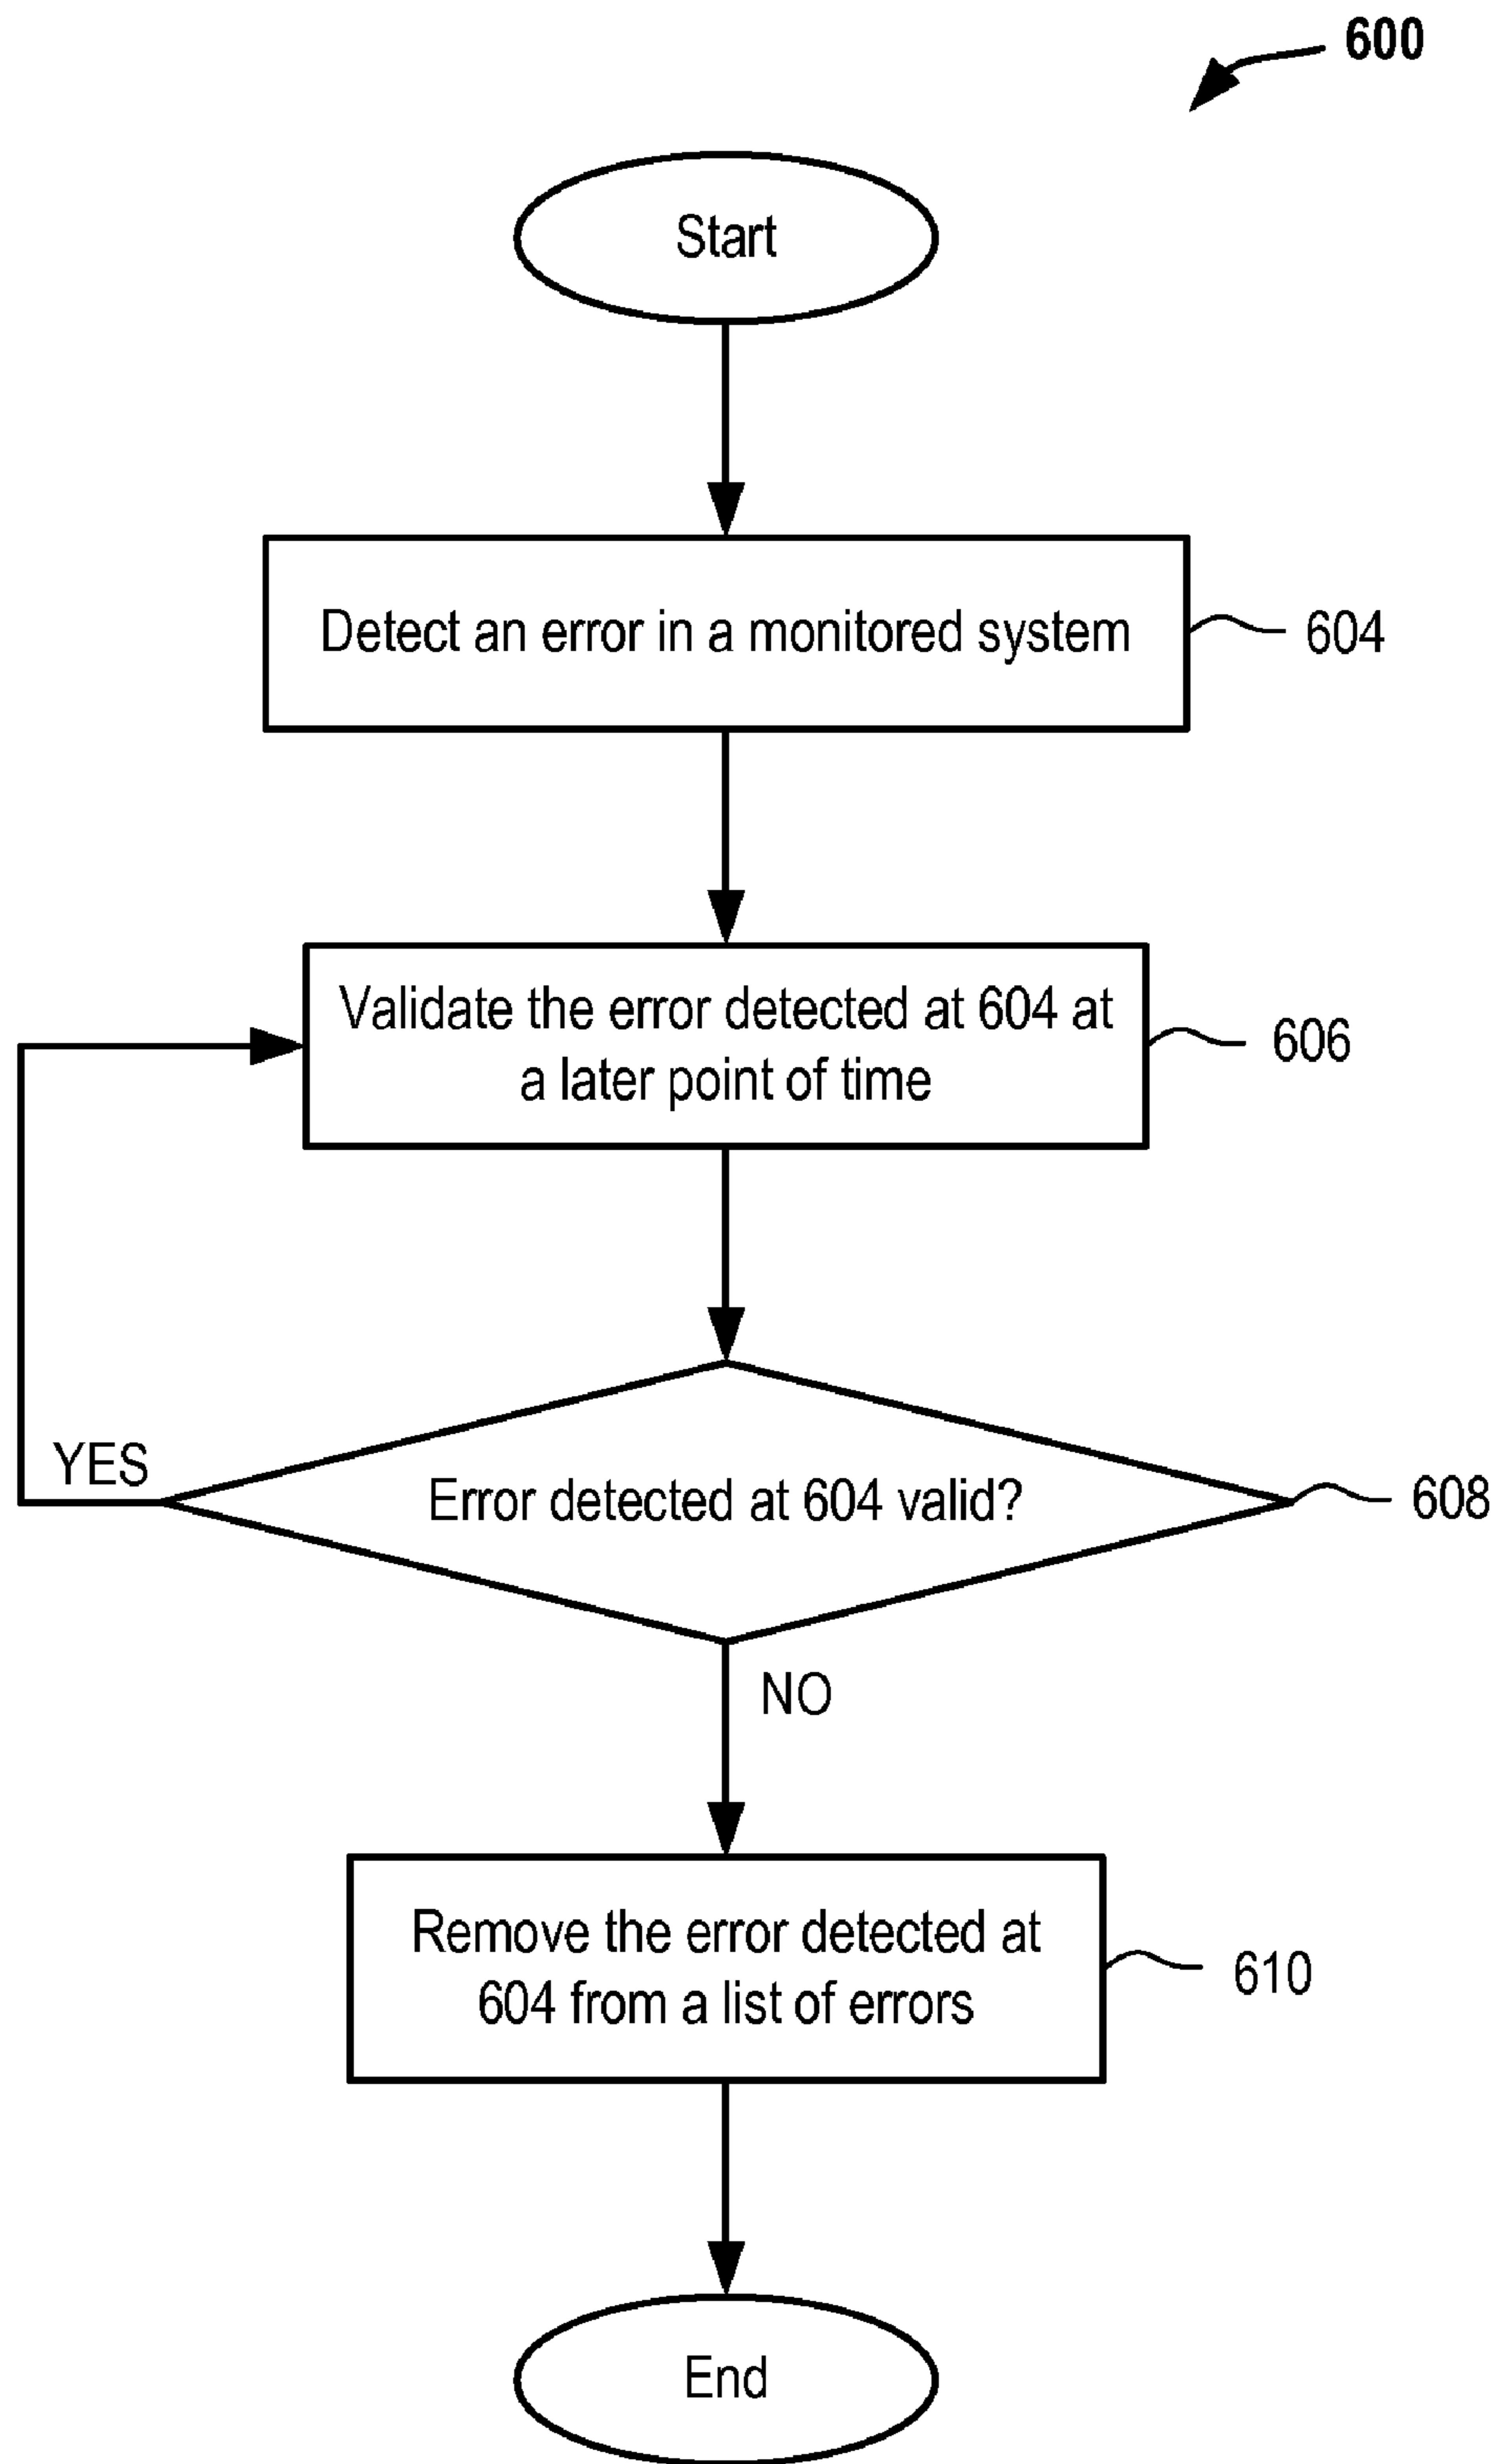 600
Start
Detect an error in a monitored system
604
Validate the error detected at 604 at
a later point of time
606
YES
Error detected at 604 valid?
608
NO
Remove the error detected at
604 from a list of errors
610
End